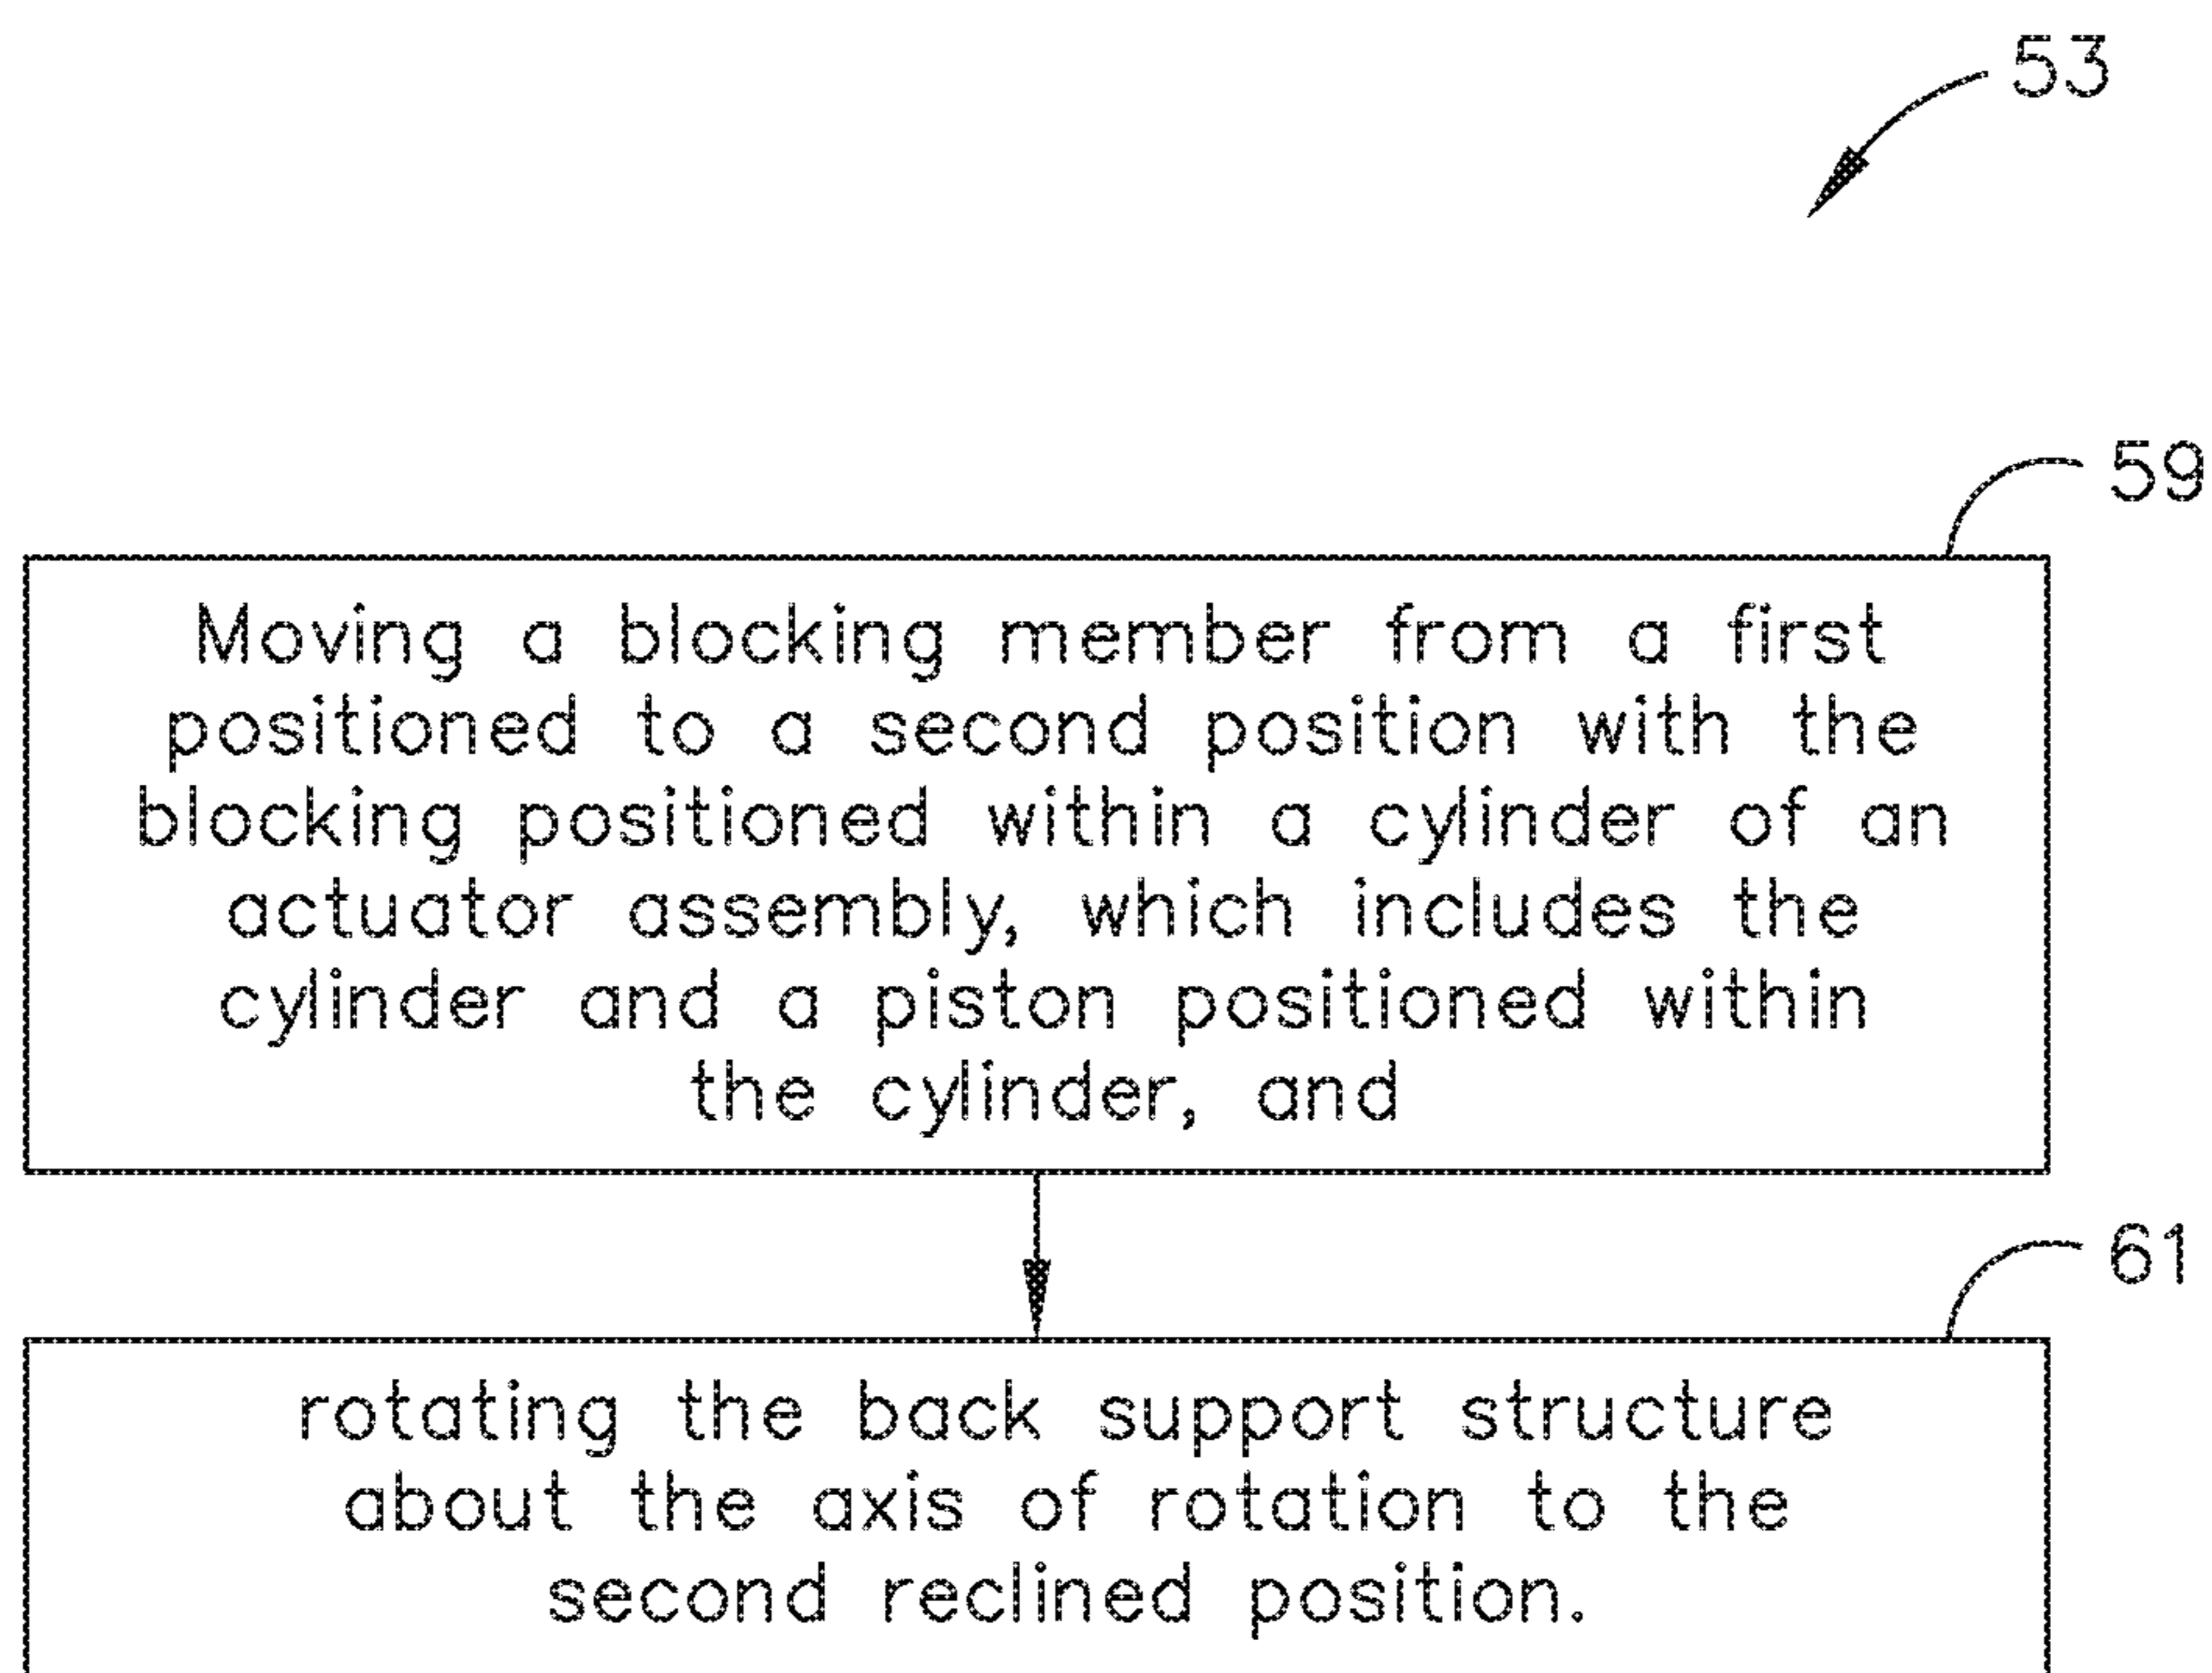 53
59
Moving a blocking member from a first
positioned to a second position with the
blocking positioned within a cylinder of an
actuator assembly, which includes the
cylinder and a piston positioned within
the cylinder, and
61
rotating the back support structure
about the axis of rotation to the
second reclined position.